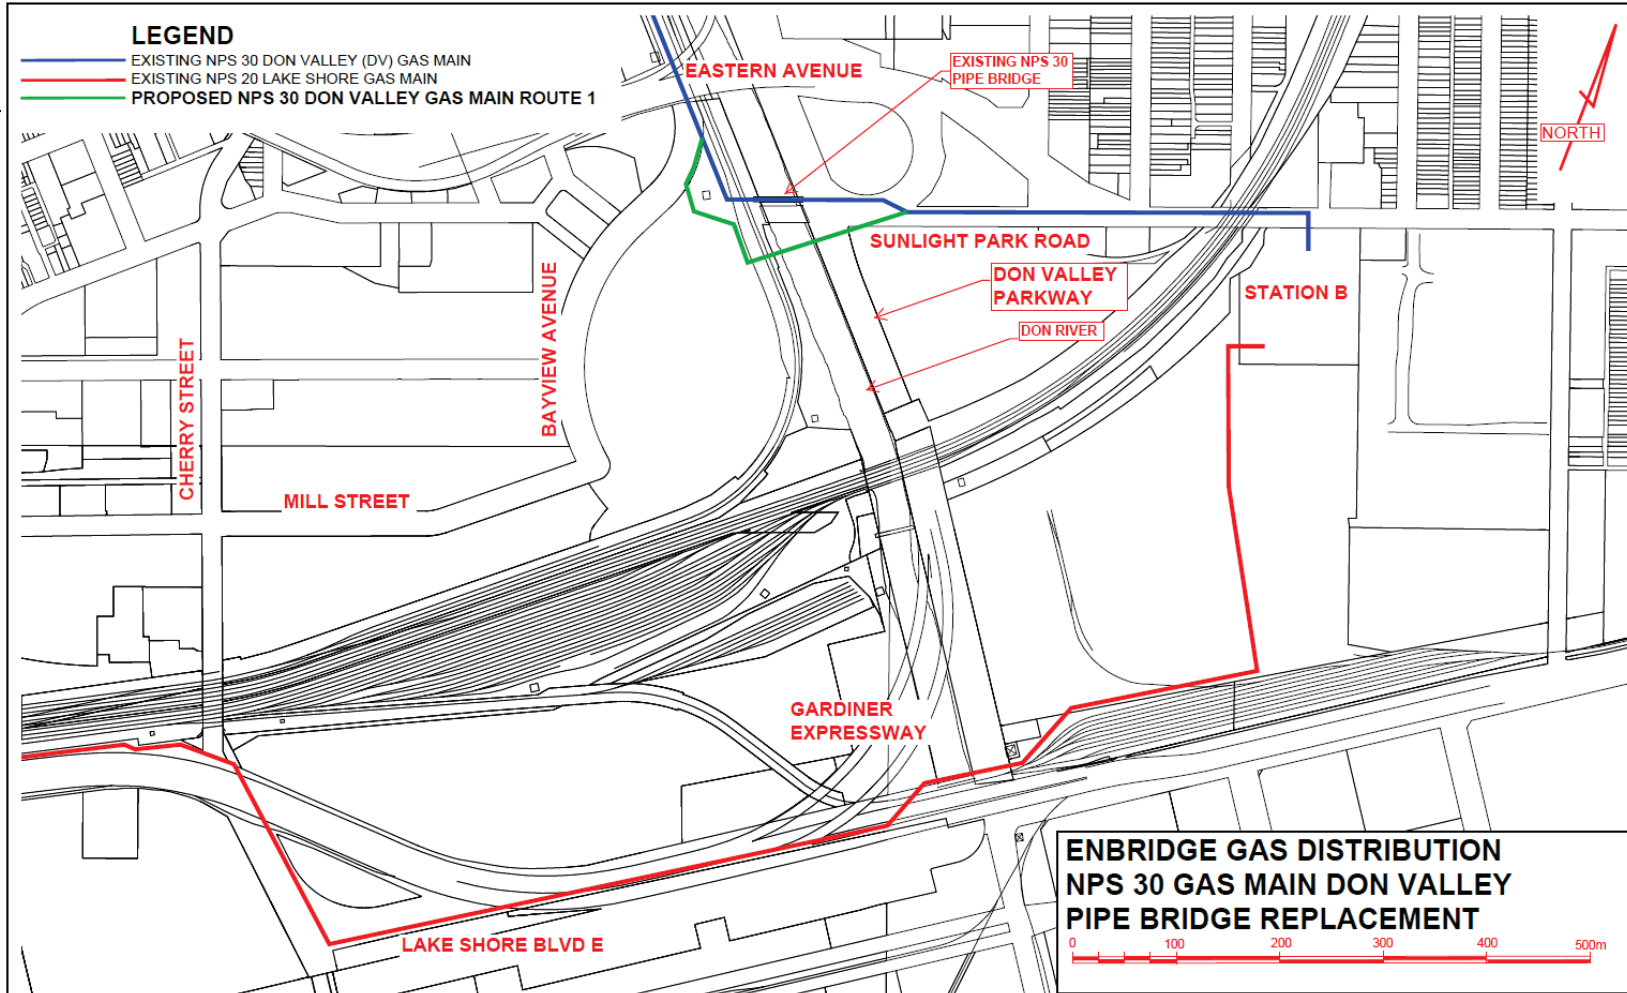 LEGEND
EXISTING NPS 30 DON VALLEY (DV) GAS MAIN
EXISTING NPS 20 LAKE SHORE GAS MAIN
PROPOSED NPS 30 DON VALLEY GAS MAIN ROUTE 1
EASTERN AVENUE
EXISTING NPS 30
PIPE BRIDGE
NORTH
SUNLIGHT PARK ROAD
DON VALLEY
PARKWAY
STATION B
DON RIVER
BAYVIEW AVENUE
CHERRY STREET
MILL STREET
GARDINER
EXPRESSWAY
LAKE SHORE BLVD E
ENBRIDGE GAS DISTRIBUTION
NPS 30 GAS MAIN DON VALLEY
PIPE BRIDGE REPLACEMENT
0 100 200 300 400 500m